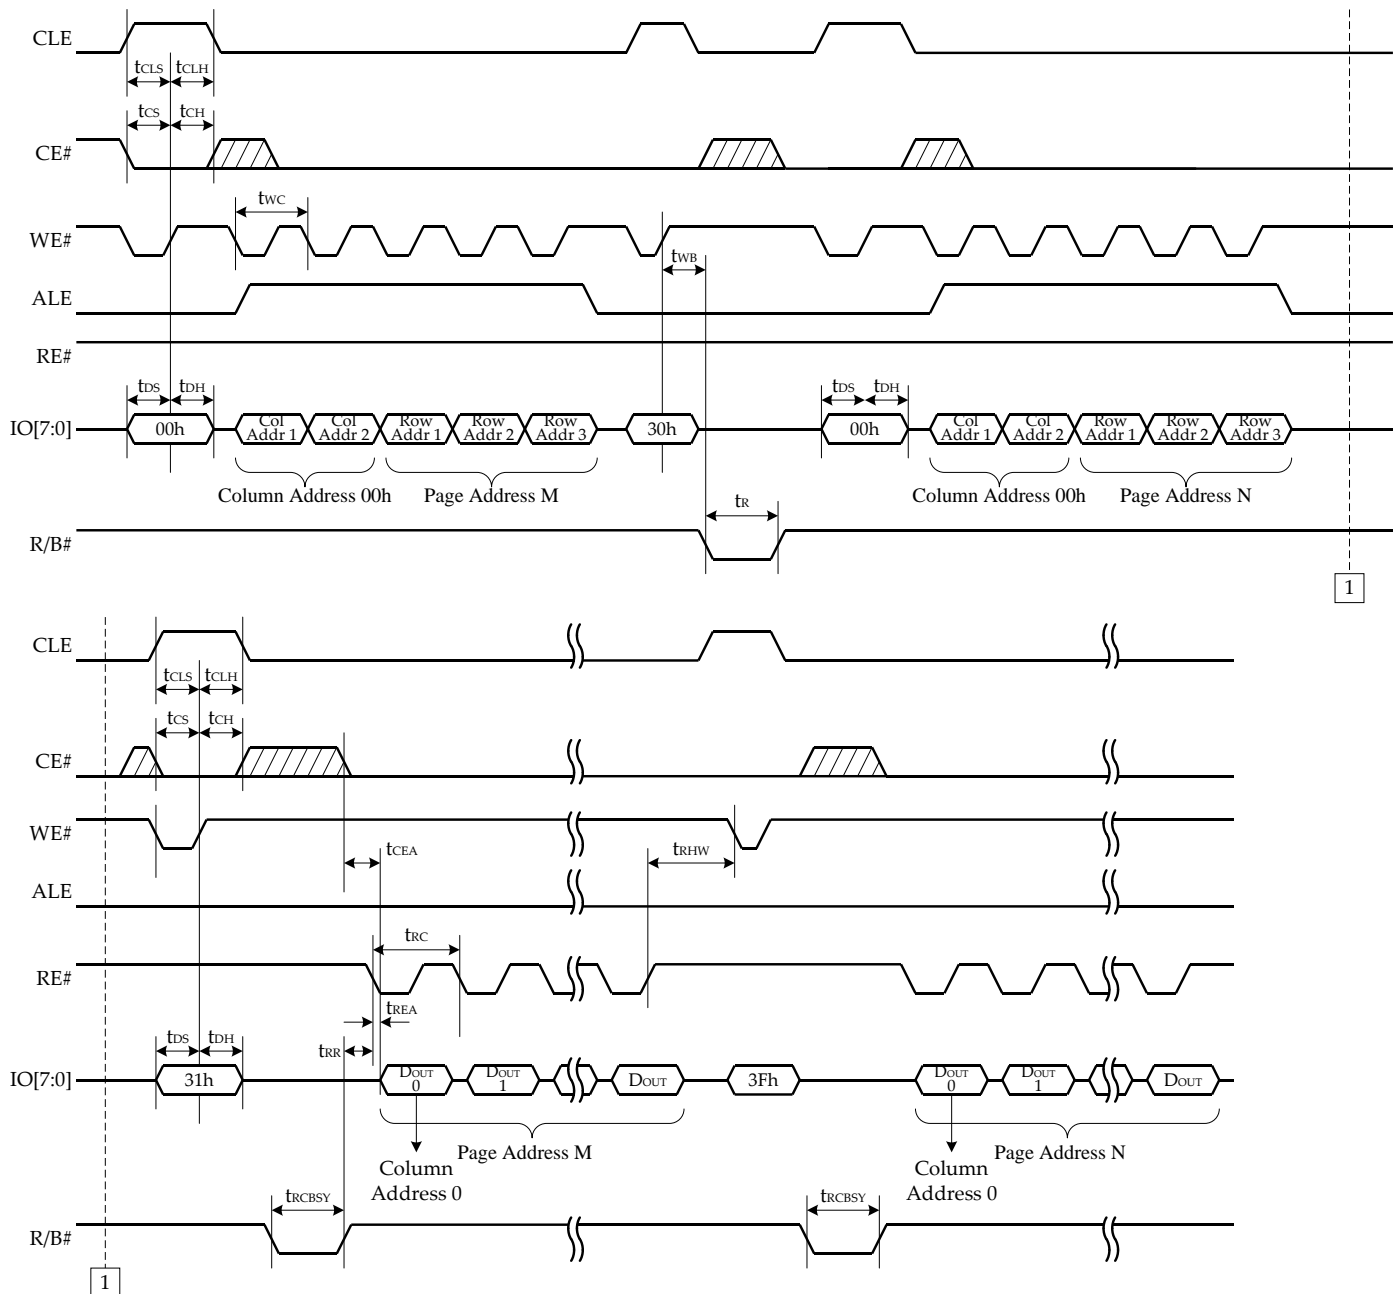 CLE
tCLS tCLH
tCS tCH
CE#
tWC
WE#
tWB
ALE
RE#
tDS tDH tDS tDH
IO[7:0] 00h Col Addr 1 Col Addr 2 Row Addr 1 Row Addr 2 Row Addr 3 30h 00h Col Addr 1 Col Addr 2 Row Addr 1 Row Addr 2 Row Addr 3
Column Address 00h Page Address M Column Address 00h Page Address N
tR
R/B#
1
CLE
tCLS tCLH
tCS tCH
CE#
WE#
tCEA tRHW
ALE
tRC
RE#
tREA
tDS tDH tRR
IO[7:0] 31h DOUT 0 DOUT 1 DOUT 3Fh DOUT 0 DOUT 1 DOUT
Page Address M Page Address N
Column Address 0 Column Address 0
tRCBSY tRCBSY
R/B#
1